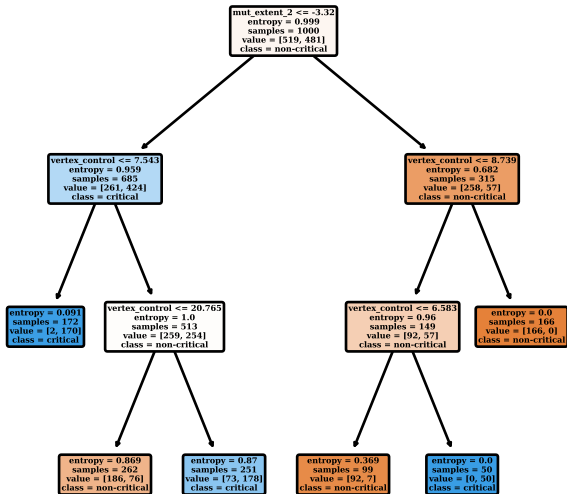 mut_extent_2 <= -3.32
entropy = 0.999
samples = 1000
value = [519, 481]
class = non-critical
vertex_control <= 7.543
entropy = 0.959
samples = 685
value = [261, 424]
class = critical
vertex_control <= 8.739
entropy = 0.682
samples = 315
value = [258, 57]
class = non-critical
entropy = 0.091
samples = 172
value = [2, 170]
class = critical
vertex_control <= 20.765
entropy = 1.0
samples = 513
value = [259, 254]
class = non-critical
vertex_control <= 6.583
entropy = 0.96
samples = 149
value = [92, 57]
class = non-critical
entropy = 0.0
samples = 166
value = [166, 0]
class = non-critical
entropy = 0.869
samples = 262
value = [186, 76]
class = non-critical
entropy = 0.87
samples = 251
value = [73, 178]
class = critical
entropy = 0.369
samples = 99
value = [92, 7]
class = non-critical
entropy = 0.0
samples = 50
value = [0, 50]
class = critical